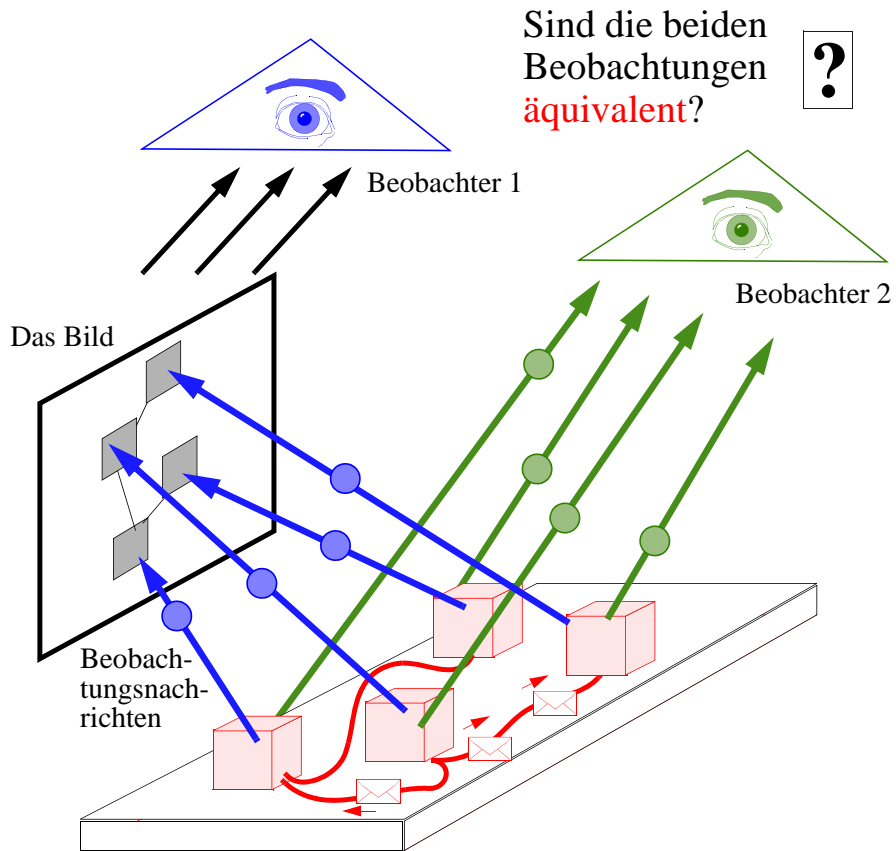 Sind die beiden
Beobachtungen
äquivalent?
?
Beobachter 1
Beobachter 2
Das Bild
Beobach-
tungsnach-
richten